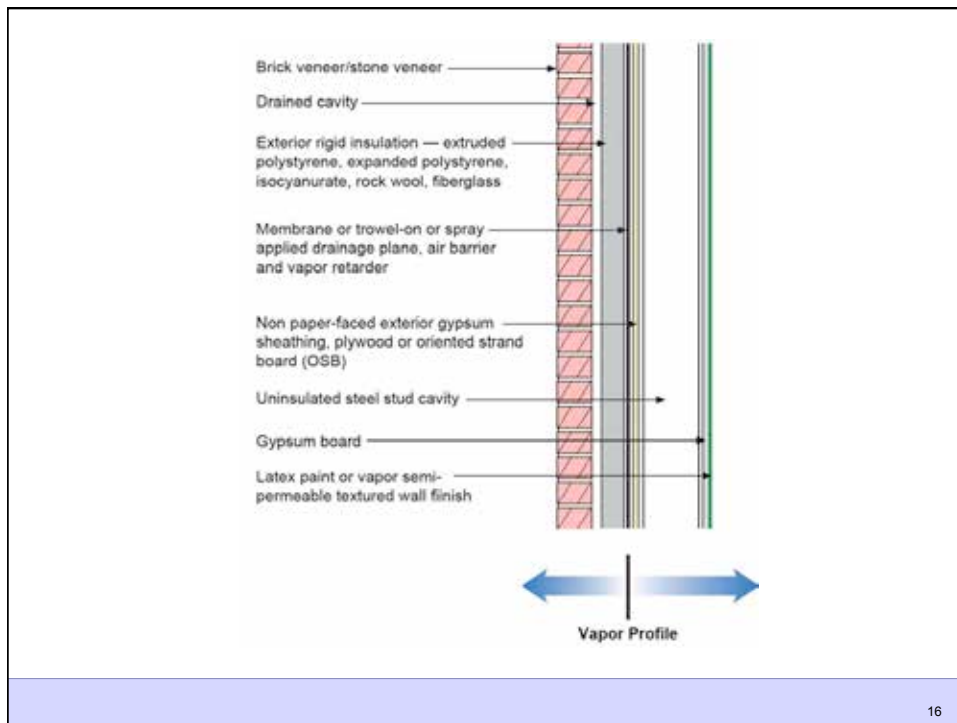 Brick veneer/stone veneer
Drained cavity
Exterior rigid insulation — extruded
polystyrene, expanded polystyrene,
isocyanurate, rock wool, fiberglass
Membrane or trowel-on or spray
applied drainage plane, air barrier
and vapor retarder
Non paper-faced exterior gypsum
sheathing, plywood or oriented strand
board (OSB)
Uninsulated steel stud cavity
Gypsum board
Latex paint or vapor semi-
permeable textured wall fiinish
Vapor Profile
16